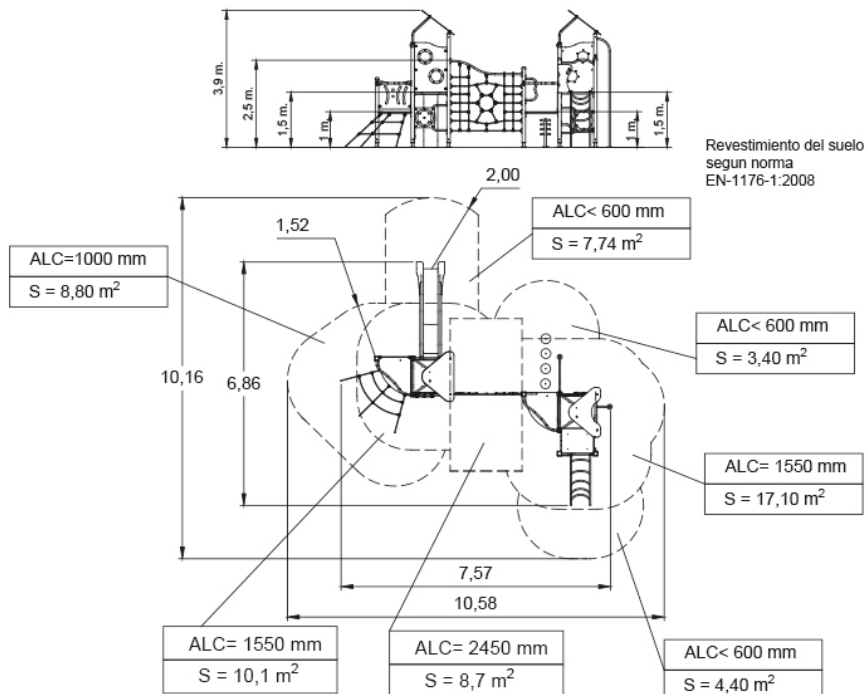 3,9 m.
2,5 m.
1,5 m.
1 m.
1 m.
1,5 m.
Revestimiento del suelo
segun norma
EN-1176-1:2008
2,00
ALC< 600 mm
S = 7,74 m²
1,52
ALC=1000 mm
S = 8,80 m²
ALC< 600 mm
S = 3,40 m²
10,16
6,86
ALC= 1550 mm
S = 17,10 m²
7,57
10,58
ALC= 1550 mm
S = 10,1 m²
ALC= 2450 mm
S = 8,7 m²
ALC< 600 mm
S = 4,40 m²